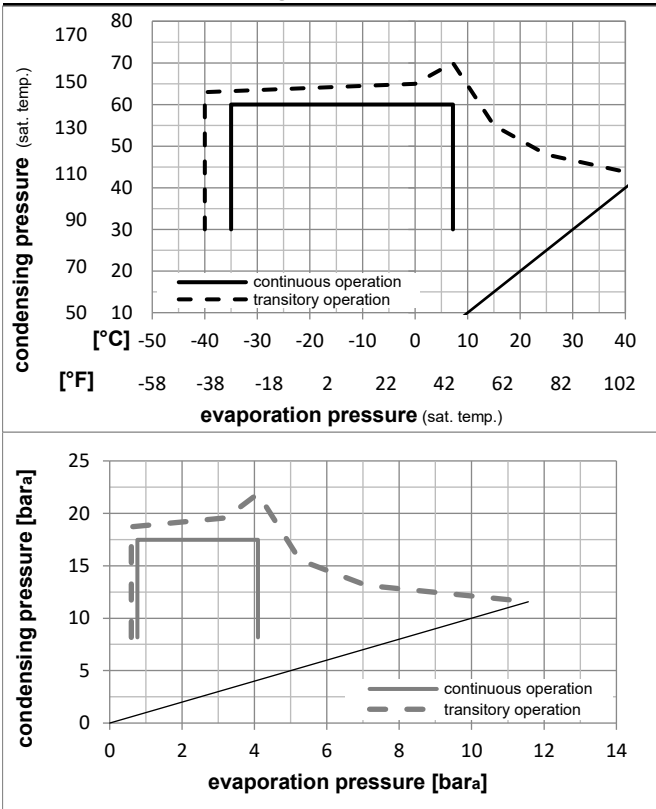 condensing pressure (sat. temp.)
170 80
150 70
130 60
110 50
90 40
70 30
50 20
10
continuous operation
transitory operation
[°C] -50 -40 -30 -20 -10 0 10 20 30 40
[°F] -58 -38 -18 2 22 42 62 82 102
evaporation pressure (sat. temp.)
condensing pressure [bara]
25
20
15
10
5
0
continuous operation
transitory operation
0 2 4 6 8 10 12 14
evaporation pressure [bara]